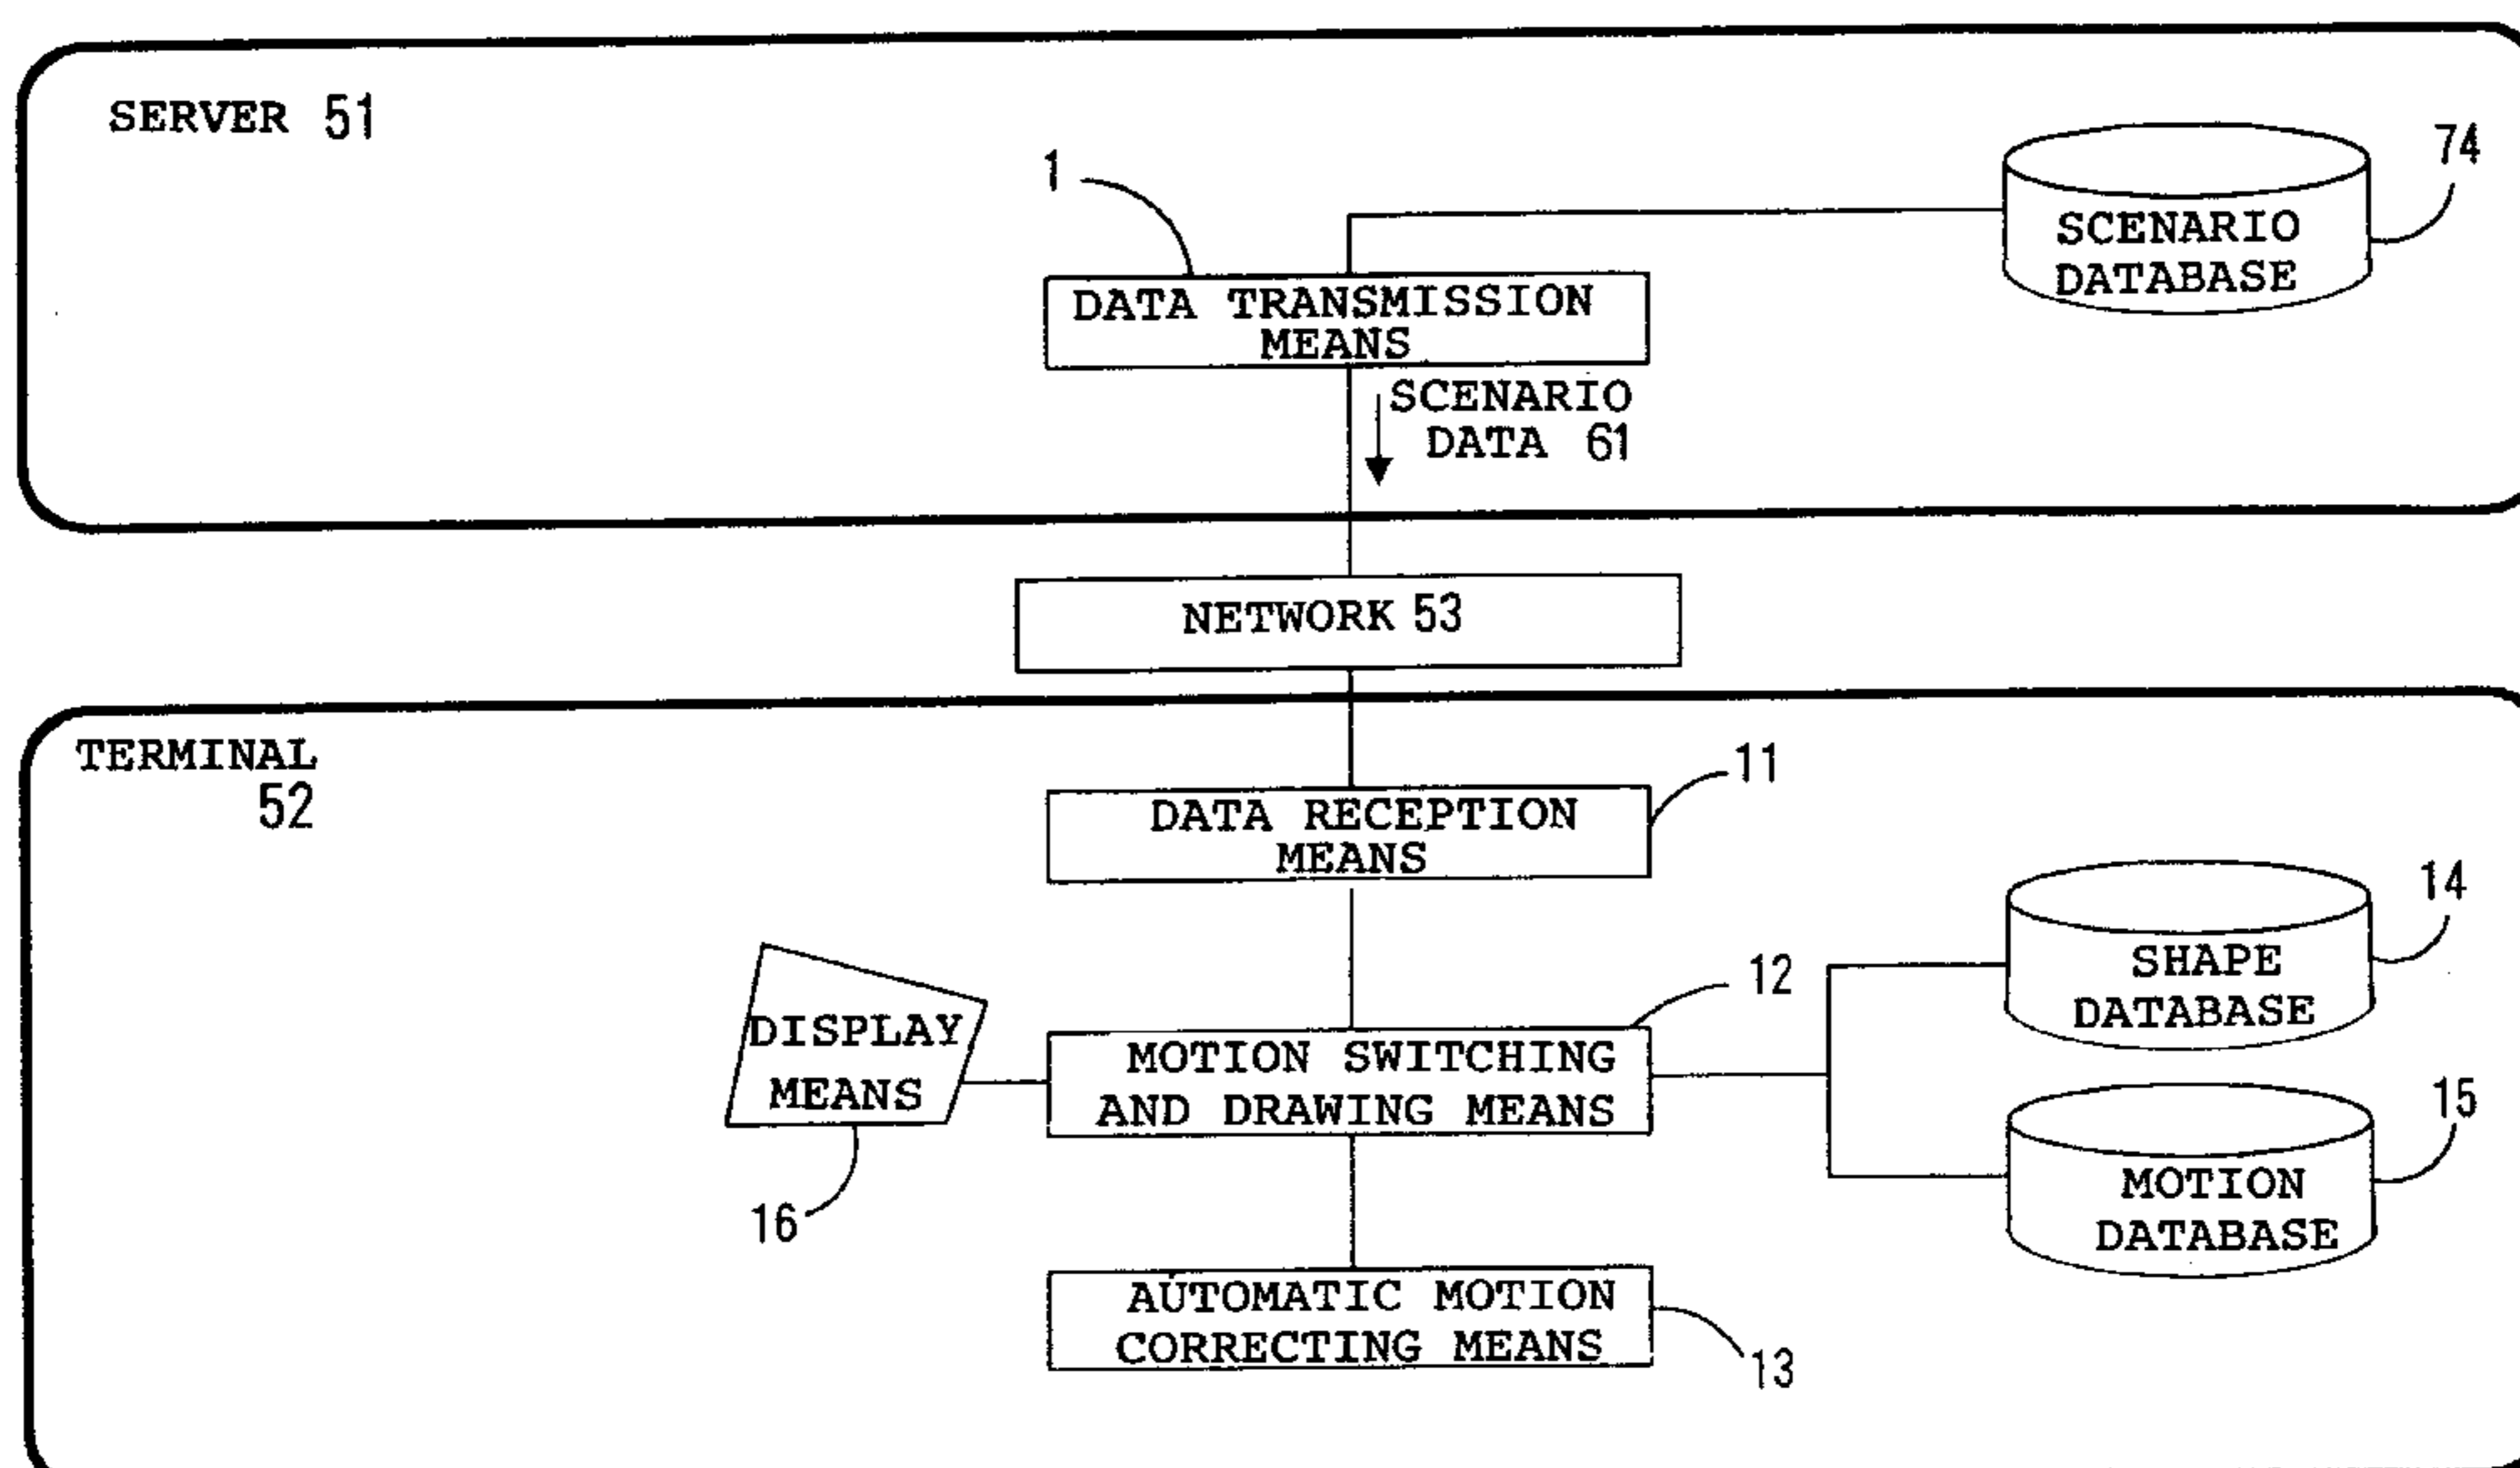 SERVER 51
1
74
SCENARIO
DATABASE
DATA TRANSMISSION
MEANS
SCENARIO
DATA 61
NETWORK 53
TERMINAL
52
11
DATA RECEPTION
MEANS
14
SHAPE
DATABASE
12
DISPLAY
MEANS
MOTION SWITCHING
AND DRAWING MEANS
15
MOTION
DATABASE
16
AUTOMATIC MOTION
CORRECTING MEANS
13